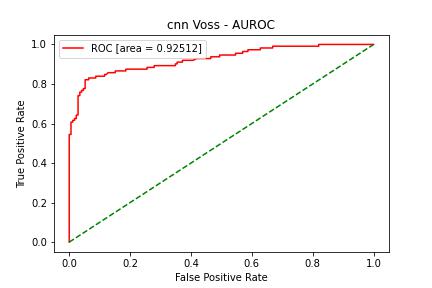 cnn Voss - AUROC
ROC [area = 0.92512]
True Positive Rate
1.0
0.8
0.6
0.4
0.2
0.0
0.0 0.2 0.4 0.6 0.8 1.0
False Positive Rate